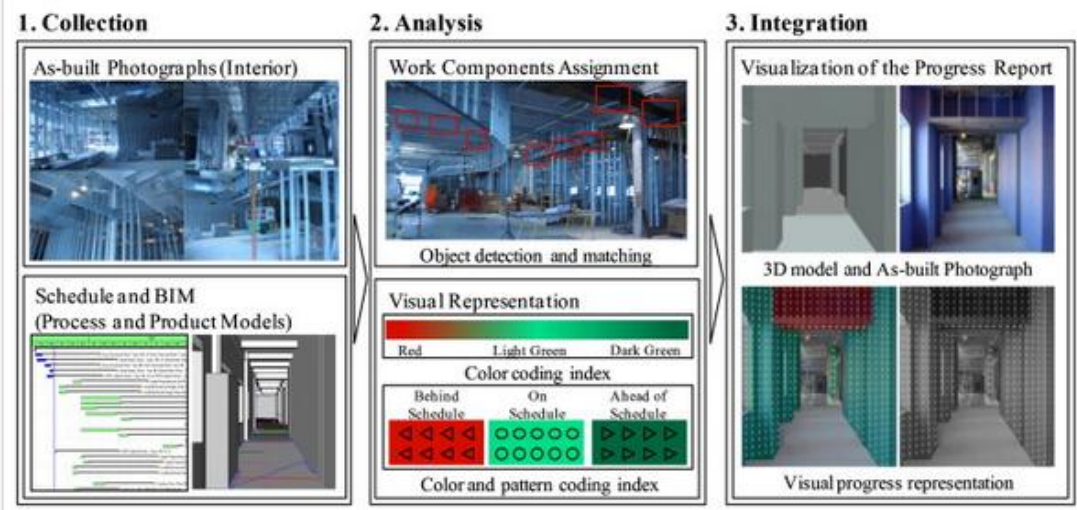 1. Collection
As-built Photographs (Interior)
Schedule and BIM
(Process and Product Models)
2. Analysis
Work Components Assignment
Object detection and matching
Visual Representation
Red
Light Green
Dark Green
Color coding index
Behind
Schedule
On
Schedule
Ahead of
Schedule
Color and pattern coding index
3. Integration
Visualization of the Progress Report
3D model and As-built Photograph
Visual progress representation